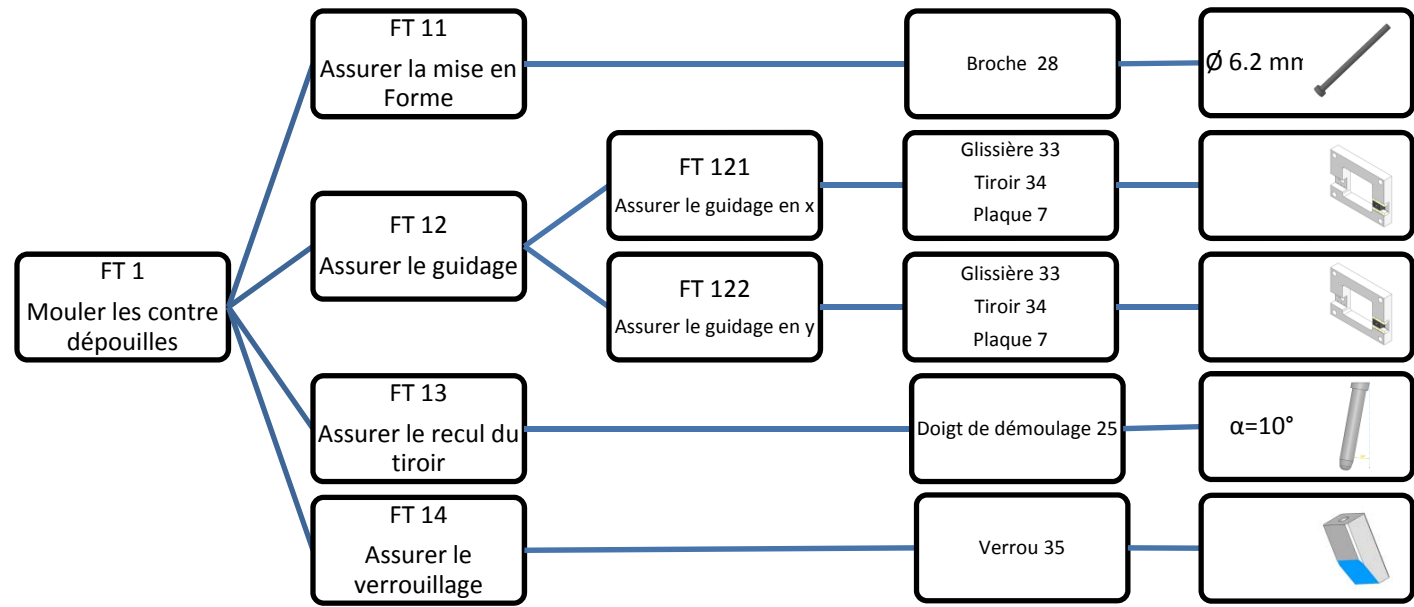 FT 11
Assurer la mise en
Forme
Broche 28
Ø 6.2 mm
FT 121
Assurer le guidage en x
Glissière 33
Tiroir 34
Plaque 7
FT 12
Assurer le guidage
FT 1
Mouler les contre
dépouilles
FT 122
Assurer le guidage en y
Glissière 33
Tiroir 34
Plaque 7
FT 13
Assurer le recul du
tiroir
Doigt de démoulage 25
α=10°
FT 14
Assurer le
verrouillage
Verrou 35